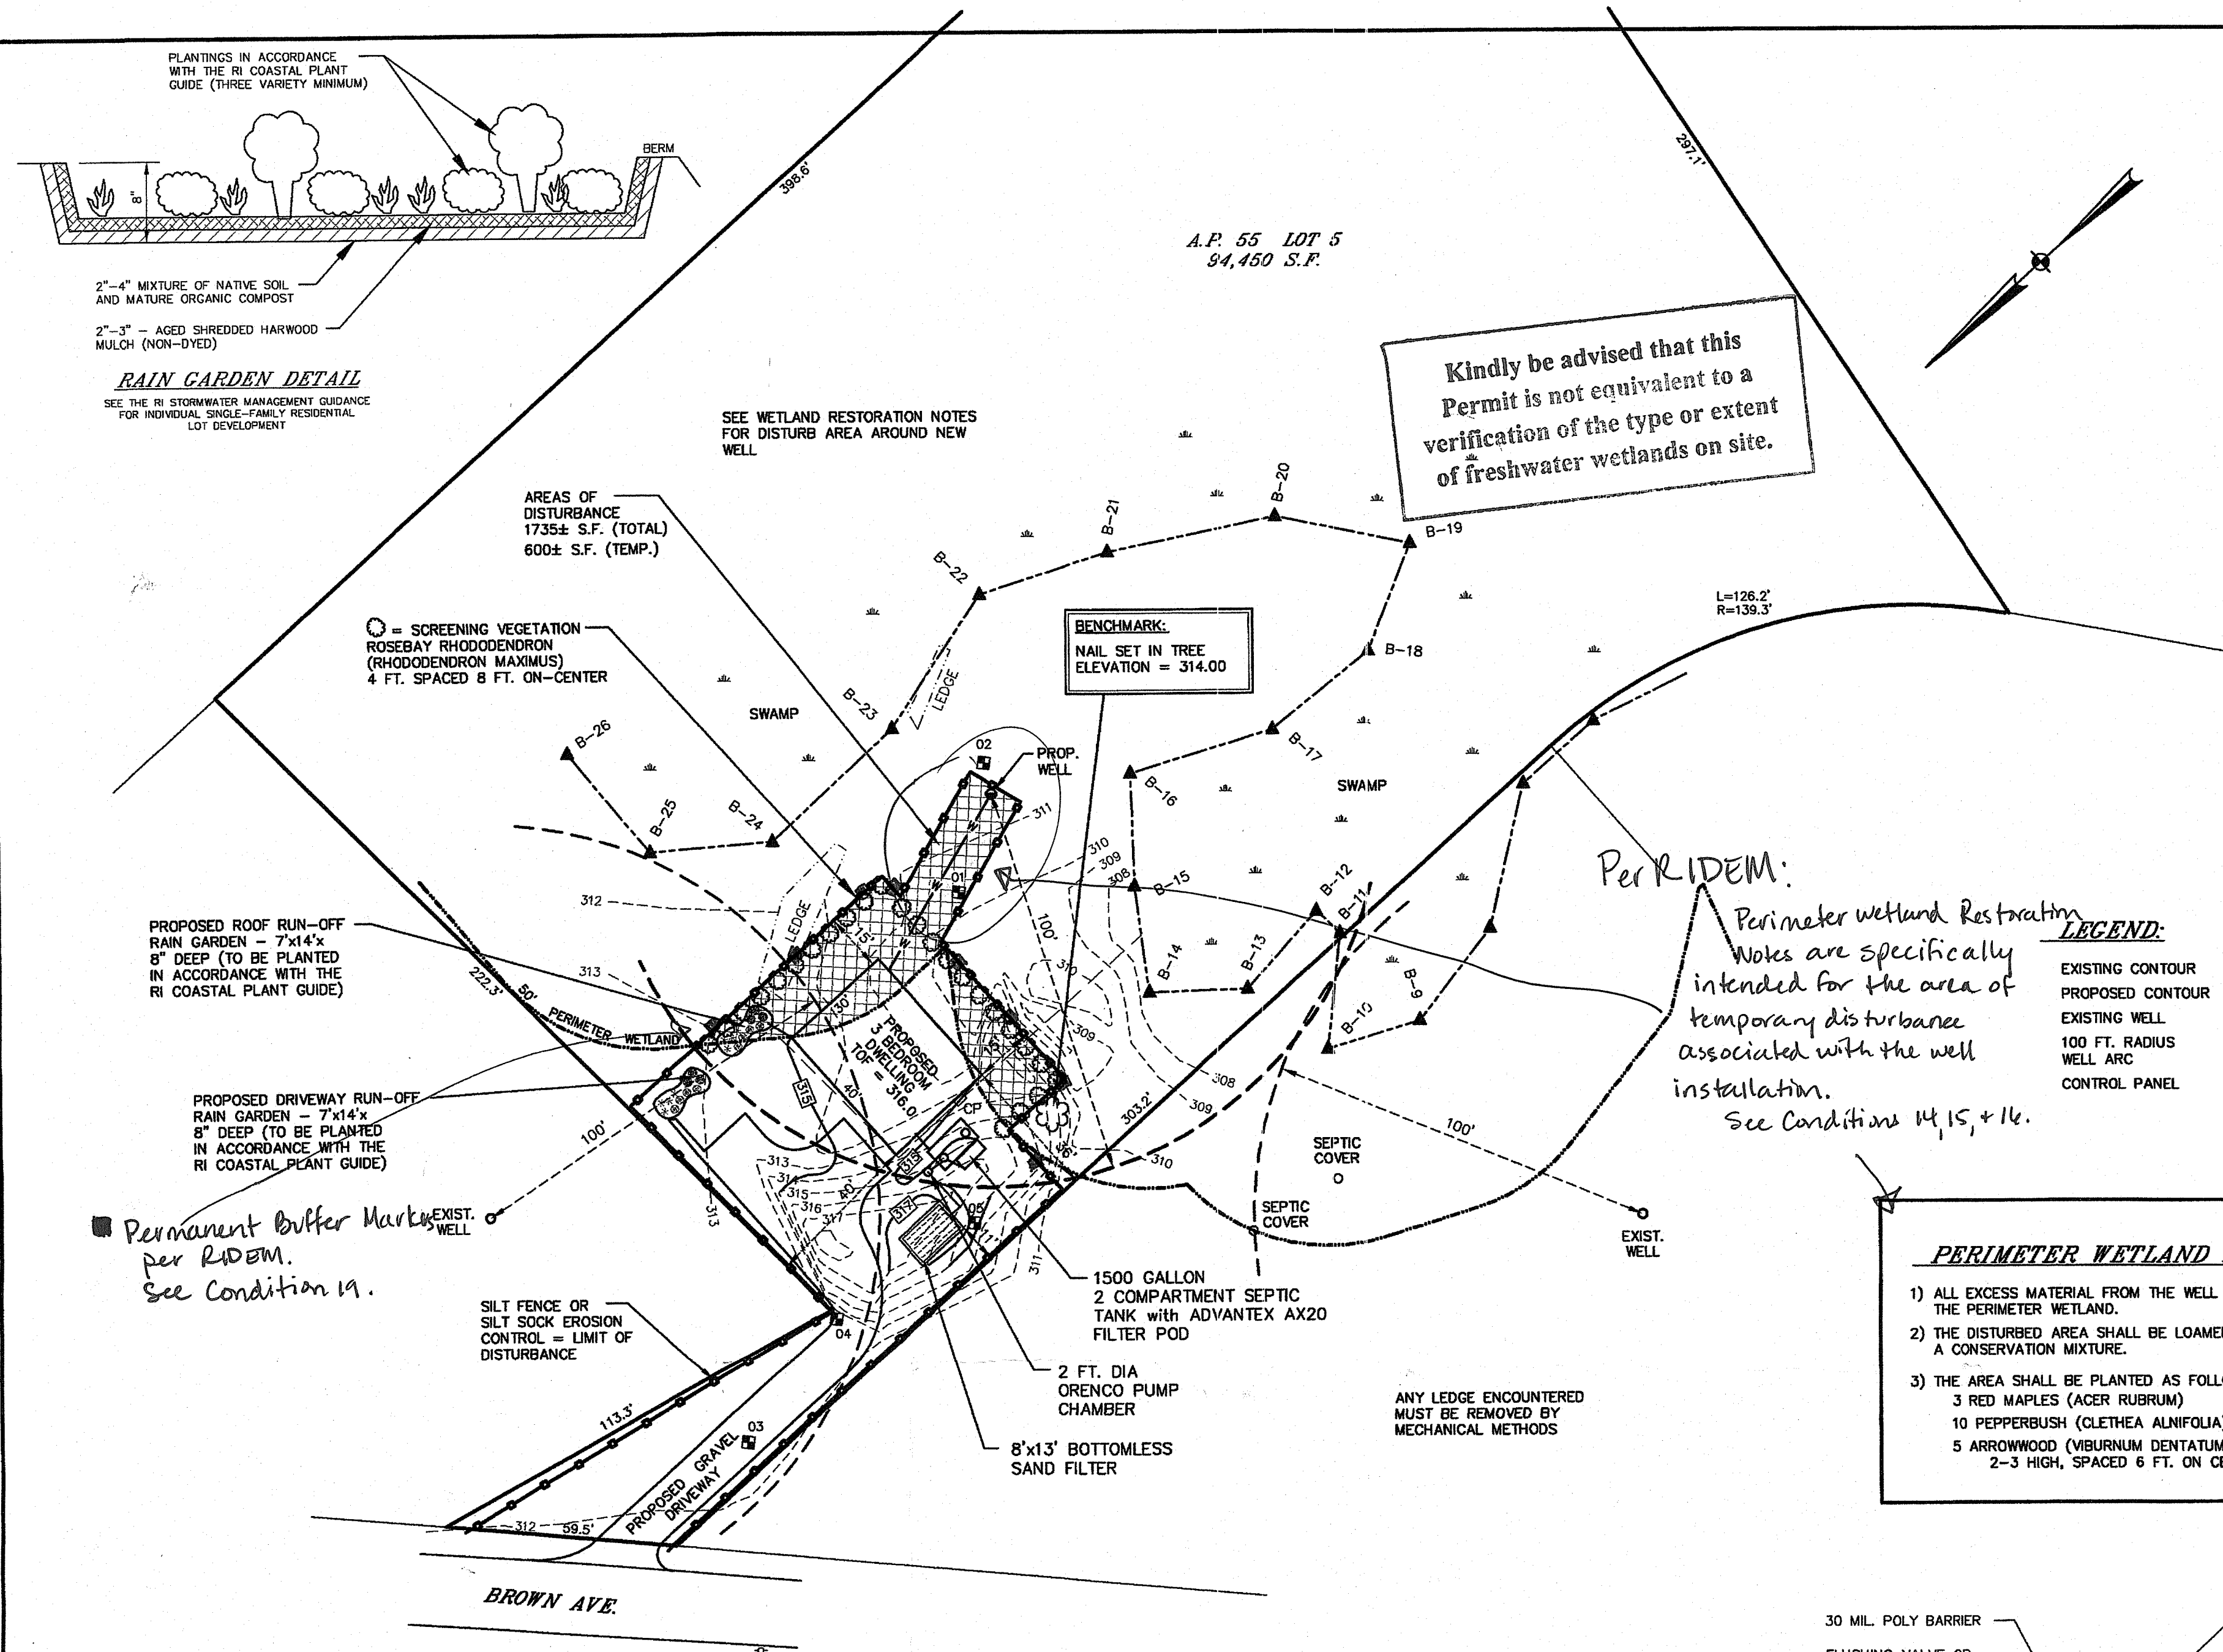 PLANTINGS IN ACCORDANCE
WITH THE RI COASTAL PLANT
GUIDE (THREE VARIETY MINIMUM)
BERM
8"
2"-4" MIXTURE OF NATIVE SOIL
AND MATURE ORGANIC COMPOST
2"-3" - AGED SHREDDED HARWOOD
MULCH (NON-DYED)
RAIN GARDEN DETAIL
SEE THE RI STORMWATER MANAGEMENT GUIDANCE
FOR INDIVIDUAL SINGLE-FAMILY RESIDENTIAL
LOT DEVELOPMENT
398.6'
297.1'
A.P. 55 LOT 5
94,450 S.F.
Kindly be advised that this
Permit is not equivalent to a
verification of the type or extent
of freshwater wetlands on site.
SEE WETLAND RESTORATION NOTES
FOR DISTURB AREA AROUND NEW
WELL
AREAS OF
DISTURBANCE
1735± S.F. (TOTAL)
600± S.F. (TEMP.)
= SCREENING VEGETATION
ROSEBAY RHODODENDRON
(RHODODENDRON MAXIMUS)
4 FT. SPACED 8 FT. ON-CENTER
BENCHMARK:
NAIL SET IN TREE
ELEVATION = 314.00
L=126.2'
R=139.3'
B-22
B-21
B-20
B-19
B-18
B-17
B-16
B-15
B-14
B-13
B-12
B-11
B-10
B-9
B-23
B-24
B-25
B-26
LEDGE
SWAMP
SWAMP
02
PROP.
WELL
311
310
309
308
01
W
W
W
LEDGE
312
313
15'
100'
310
309
308
309
310
303.2'
PROPOSED ROOF RUN-OFF
RAIN GARDEN - 7'x14'x
8" DEEP (TO BE PLANTED
IN ACCORDANCE WITH THE
RI COASTAL PLANT GUIDE)
222.3'
50'
PERIMETER WETLAND
30'
PROPOSED
3 BEDROOM
DWELLING
TOF = 316.0
40'
315
CP
PROPOSED DRIVEWAY RUN-OFF
RAIN GARDEN - 7'x14'x
8" DEEP (TO BE PLANTED
IN ACCORDANCE WITH THE
RI COASTAL PLANT GUIDE)
100'
313
313
314
315
316
317
40'
315
317
05
311
Permanent Buffer Markers
per RIDEM.
See Condition 19.
EXIST.
WELL
SILT FENCE OR
SILT SOCK EROSION
CONTROL = LIMIT OF
DISTURBANCE
04
03
113.3'
312
59.5'
PROPOSED GRAVEL
DRIVEWAY
BROWN AVE.
1500 GALLON
2 COMPARTMENT SEPTIC
TANK with ADVANTEX AX20
FILTER POD
2 FT. DIA
ORENCO PUMP
CHAMBER
8'x13' BOTTOMLESS
SAND FILTER
SEPTIC
COVER
SEPTIC
COVER
100'
EXIST.
WELL
ANY LEDGE ENCOUNTERED
MUST BE REMOVED BY
MECHANICAL METHODS
Per RIDEM:
Perimeter wetland Restoration
Notes are specifically
intended for the area of
temporary disturbance
associated with the well
installation.
See Conditions 14, 15, + 16.
LEGEND:
EXISTING CONTOUR
PROPOSED CONTOUR
EXISTING WELL
100 FT. RADIUS
WELL ARC
CONTROL PANEL
PERIMETER WETLAND
1) ALL EXCESS MATERIAL FROM THE WELL
THE PERIMETER WETLAND.
2) THE DISTURBED AREA SHALL BE LOAME
A CONSERVATION MIXTURE.
3) THE AREA SHALL BE PLANTED AS FOLL
3 RED MAPLES (ACER RUBRUM)
10 PEPPERBUSH (CLETHEA ALNIFOLIA)
5 ARROWWOOD (VIBURNUM DENTATUM
2-3 HIGH, SPACED 6 FT. ON CE
30 MIL. POLY BARRIER